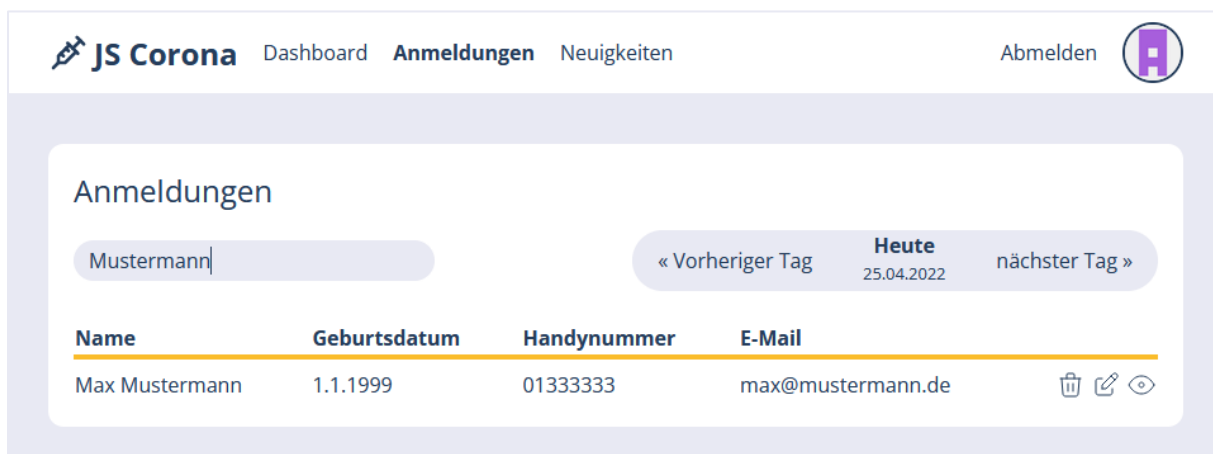 JS Corona Dashboard Anmeldungen Neuigkeiten Abmelden
Anmeldungen
Mustermann
« Vorheriger Tag Heute nächster Tag »
25.04.2022
Name Geburtsdatum Handynummer E-Mail
Max Mustermann 1.1.1999 01333333 max@mustermann.de